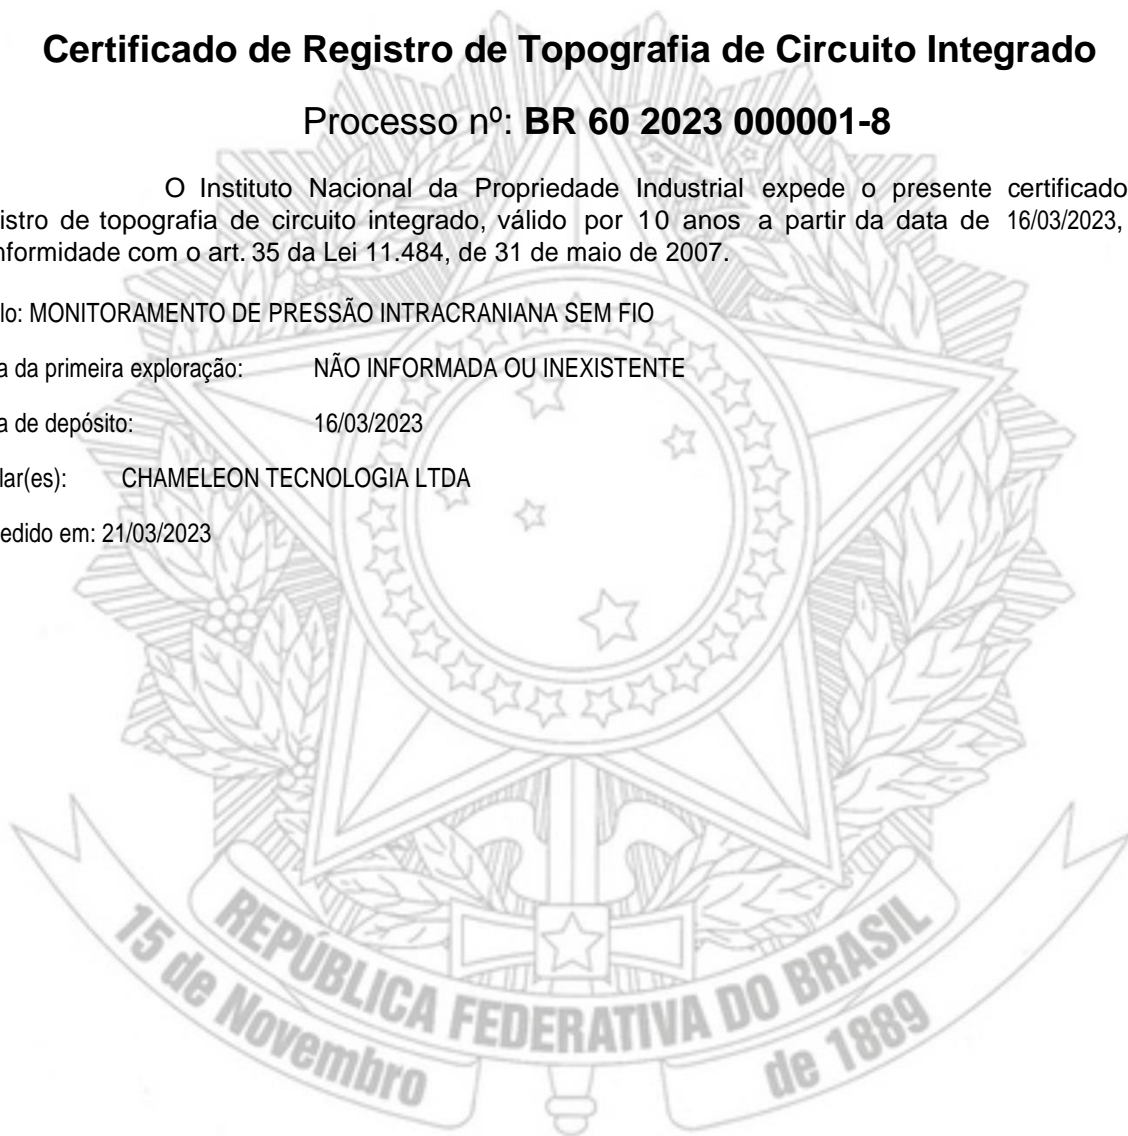 Certificado de Registro de Topografia de Circuito Integrado
Processo nº: BR 60 2023 000001-8
O Instituto Nacional da Propriedade Industrial expede o presente certificado
istro de topografia de circuito integrado, válido por 10 anos a partir da data de 16/03/2023,
nformidade com o art. 35 da Lei 11.484, de 31 de maio de 2007.
lo: MONITORAMENTO DE PRESSÃO INTRACRANIANA SEM FIO
a da primeira exploração: NÃO INFORMADA OU INEXISTENTE
a de depósito: 16/03/2023
lar(es): CHAMELEON TECNOLOGIA LTDA
edido em: 21/03/2023
REPÚBLICA FEDERATIVA DO BRASIL
15 de Novembro de 1889